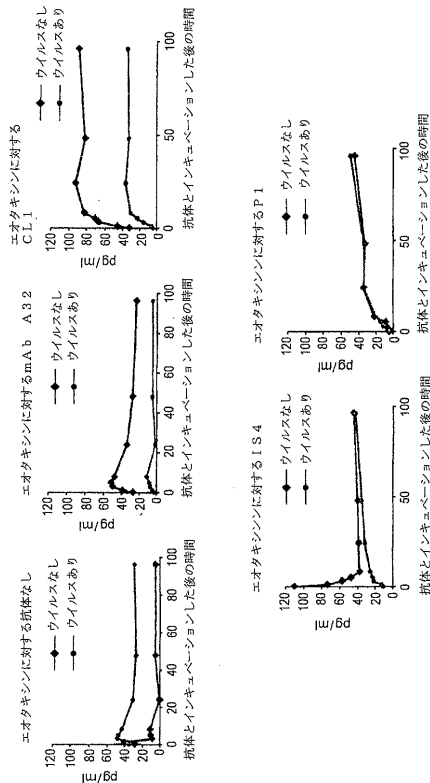 エオタキシンに対する抗体なし
ウイルスなし
ウイルスあり
pg/ml
120
100
80
60
40
20
0
0
20
40
60
80
100
抗体とインキュベーションした後の時間
エオタキシンに対するmAb A32
ウイルスなし
ウイルスあり
pg/ml
120
100
80
60
40
20
0
0
20
40
60
80
100
抗体とインキュベーションした後の時間
エオタキシンに対する
CL1
ウイルスなし
ウイルスあり
pg/ml
120
100
80
60
40
20
0
0
50
100
抗体とインキュベーションした後の時間
エオタキシンンに対するIS4
ウイルスなし
ウイルスあり
pg/ml
120
100
80
60
40
20
0
0
50
100
抗体とインキュベーションした後の時間
エオタキシンンに対するP1
ウイルスなし
ウイルスあり
pg/ml
120
100
80
60
40
20
0
0
50
100
抗体とインキュベーションした後の時間